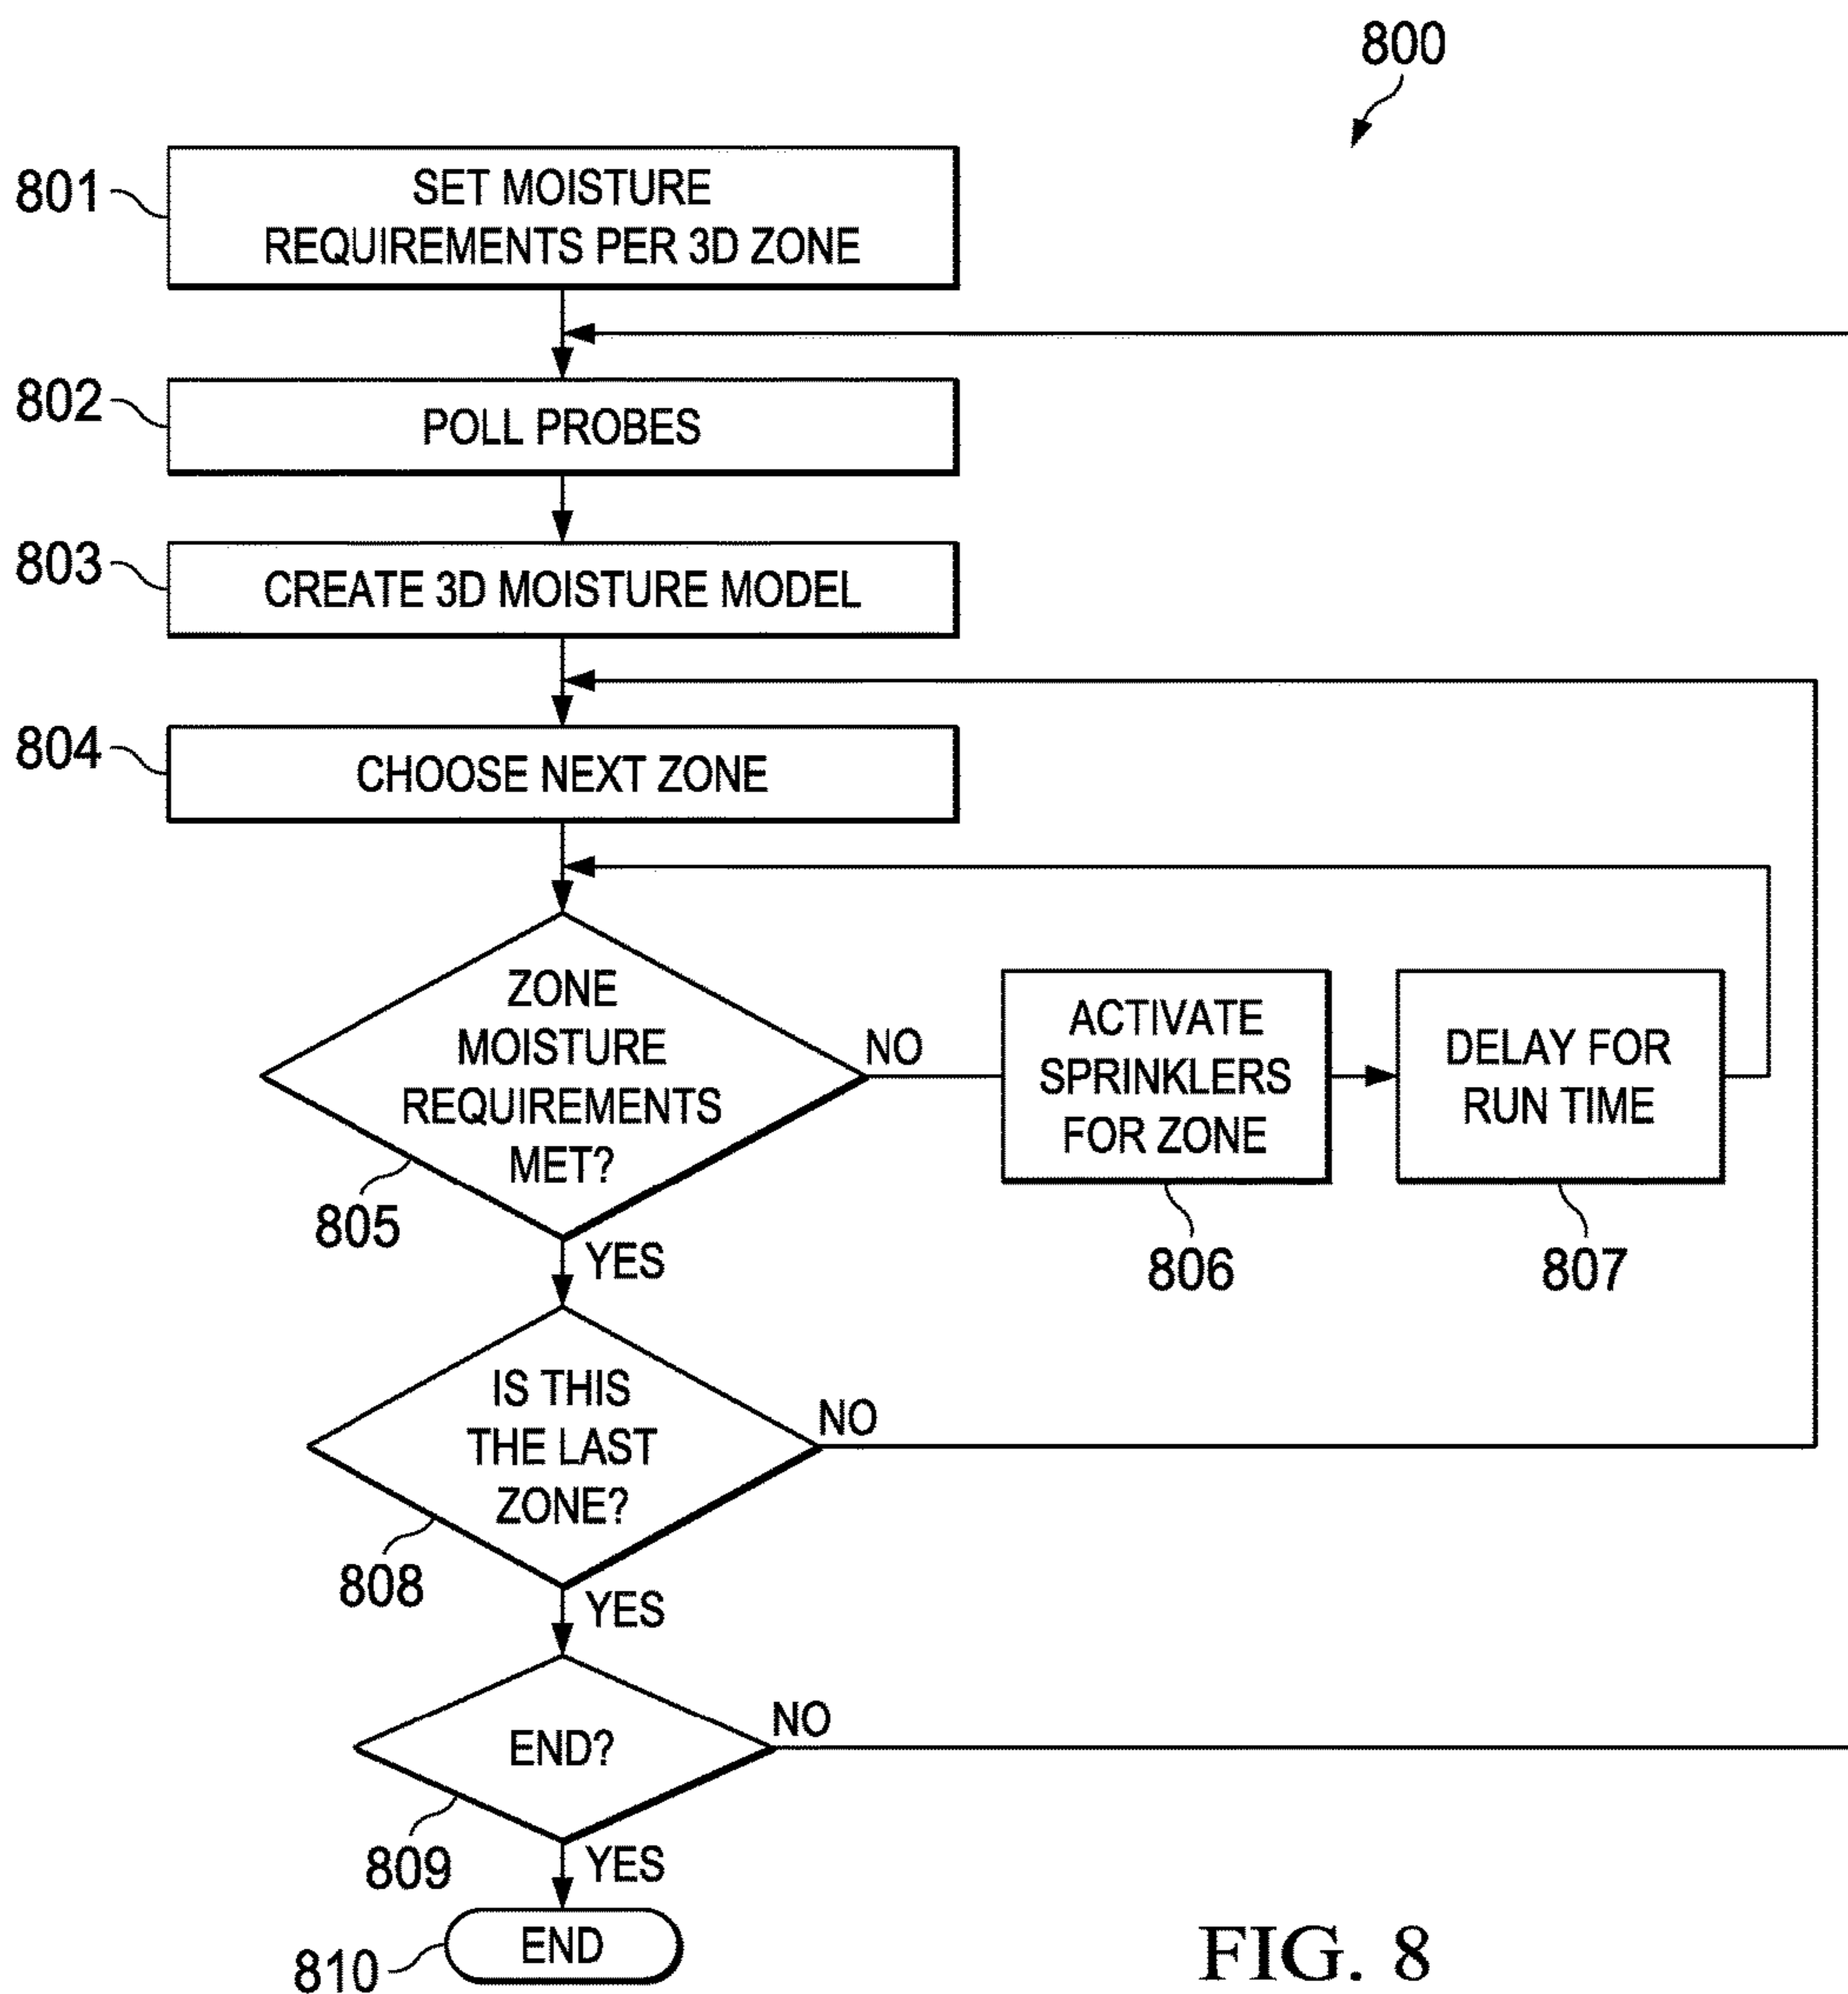 800
801
SET MOISTURE
REQUIREMENTS PER 3D ZONE
802
POLL PROBES
803
CREATE 3D MOISTURE MODEL
804
CHOOSE NEXT ZONE
ZONE
MOISTURE
REQUIREMENTS
MET?
805
NO
YES
ACTIVATE
SPRINKLERS
FOR ZONE
806
DELAY FOR
RUN TIME
807
IS THIS
THE LAST
ZONE?
808
NO
YES
END?
809
NO
YES
END
810
FIG. 8